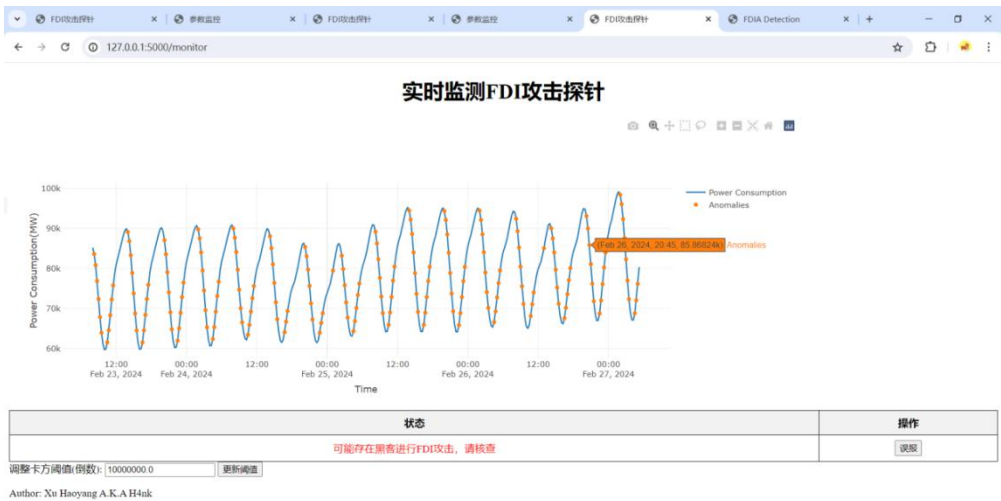 FDI攻击探针
参数监控
FDI攻击探针
参数监控
FDI攻击探针
FDIA Detection
127.0.0.1:5000/monitor
实时监测FDI攻击探针
100k
90k
80k
70k
60k
Power Consumption(MW)
Power Consumption
Anomalies
(Feb 26, 2024, 20:45, 85.86824k) Anomalies
12:00 00:00 12:00 00:00 12:00 00:00 12:00 00:00
Feb 23, 2024 Feb 24, 2024 Feb 25, 2024 Feb 26, 2024 Feb 27, 2024
Time
状态 操作
可能存在黑客进行FDI攻击，请核查 误报
调整卡方阈值(倒数): 10000000.0 更新阈值
Author: Xu Haoyang A.K.A H4nk